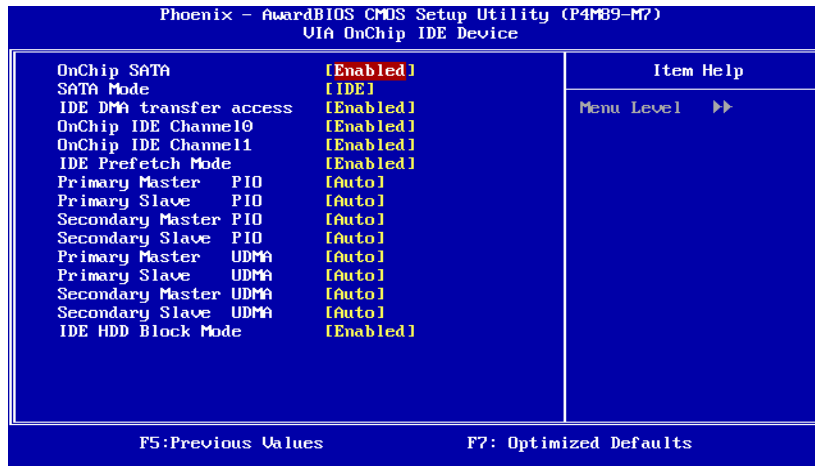 Phoenix - AwardBIOS CMOS Setup Utility (P4M89-M7)
VIA OnChip IDE Device
OnChip SATA [Enabled]
SATA Mode [IDE]
IDE DMA transfer access [Enabled]
OnChip IDE Channel0 [Enabled]
OnChip IDE Channel1 [Enabled]
IDE Prefetch Mode [Enabled]
Primary Master PIO [Auto]
Primary Slave PIO [Auto]
Secondary Master PIO [Auto]
Secondary Slave PIO [Auto]
Primary Master UDMA [Auto]
Primary Slave UDMA [Auto]
Secondary Master UDMA [Auto]
Secondary Slave UDMA [Auto]
IDE HDD Block Mode [Enabled]
Item Help
Menu Level ▶▶
F5:Previous Values F7: Optimized Defaults